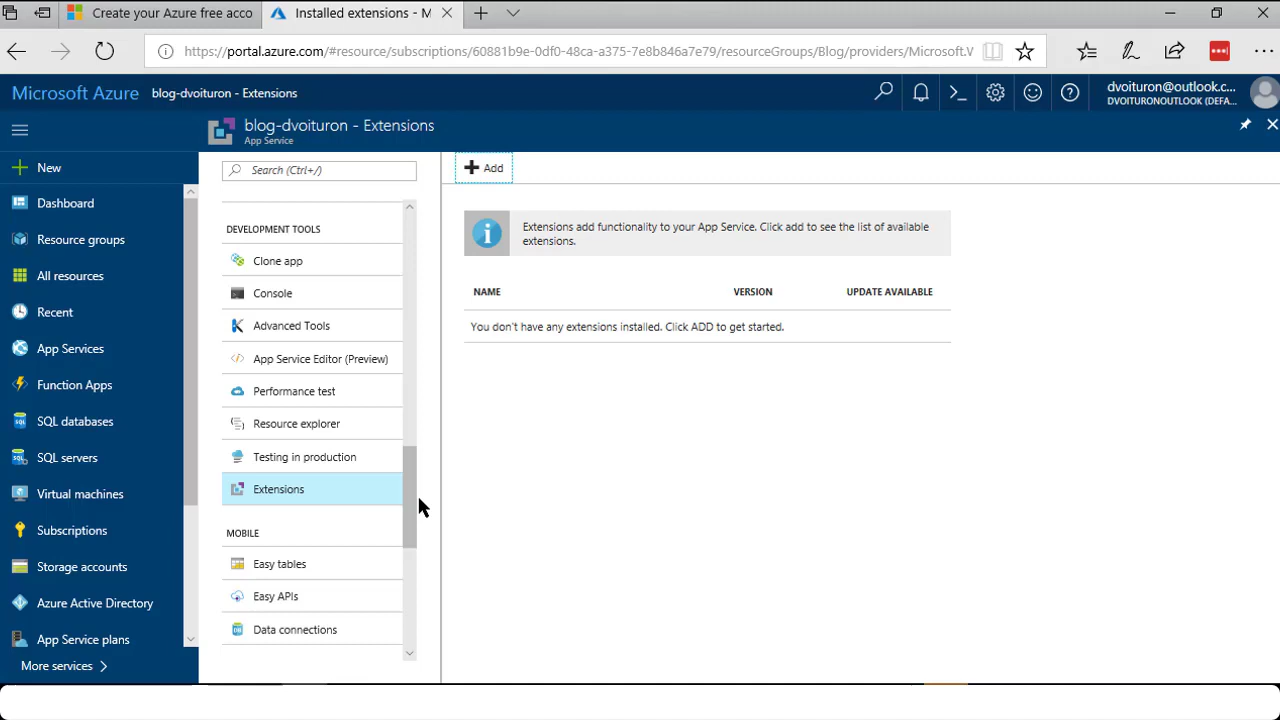 Create your Azure free acco
Installed extensions - M
https://portal.azure.com/#resource/subscriptions/60881b9e-0df0-48ca-a375-7e8b846a7e79/resourceGroups/Blog/providers/Microsoft.W
Microsoft Azure
blog-dvoituron - Extensions
dvoituron@outlook.c...
DVOITURONOUTLOOK (DEFA...
blog-dvoituron - Extensions
App Service
New
Dashboard
Resource groups
All resources
Recent
App Services
Function Apps
SQL databases
SQL servers
Virtual machines
Subscriptions
Storage accounts
Azure Active Directory
App Service plans
More services
Search (Ctrl+/)
DEVELOPMENT TOOLS
Clone app
Console
Advanced Tools
App Service Editor (Preview)
Performance test
Resource explorer
Testing in production
Extensions
MOBILE
Easy tables
Easy APIs
Data connections
Add
Extensions add functionality to your App Service. Click add to see the list of available
extensions.
NAME VERSION UPDATE AVAILABLE
You don't have any extensions installed. Click ADD to get started.